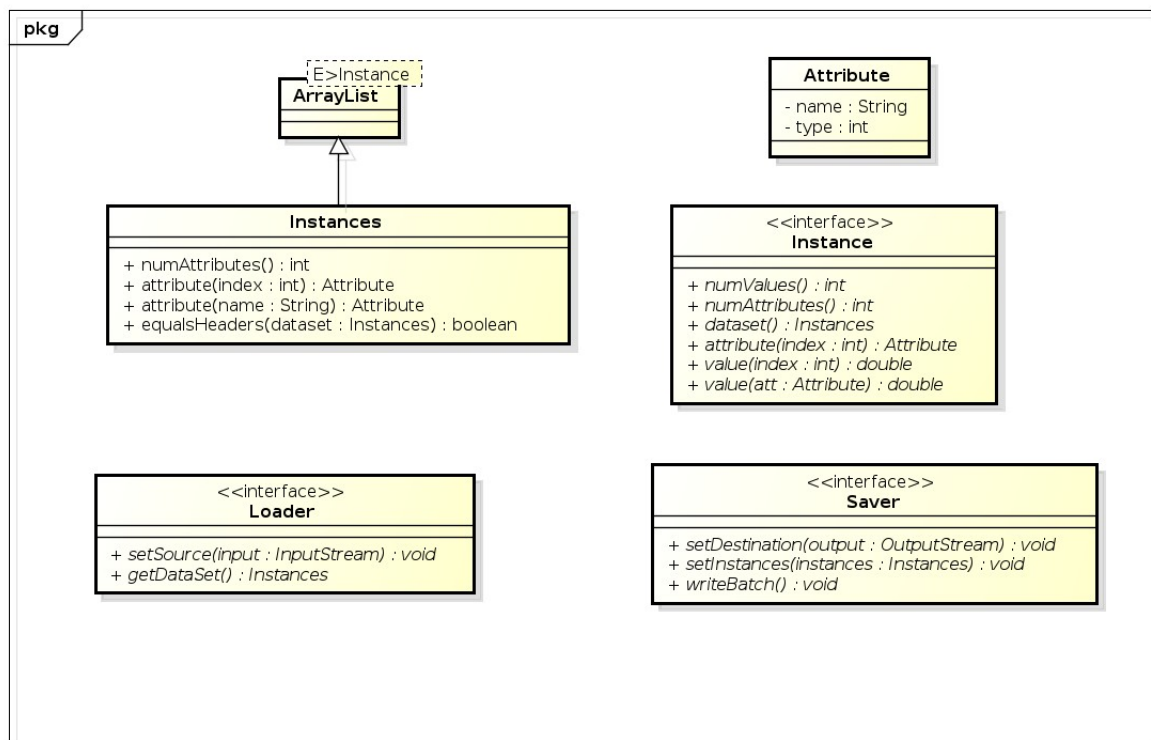 pkg
E>Instance
ArrayList
Attribute
- name : String
- type : int
Instances
+ numAttributes() : int
+ attribute(index : int) : Attribute
+ attribute(name : String) : Attribute
+ equalsHeaders(dataset : Instances) : boolean
<<interface>>
Instance
+ numValues() : int
+ numAttributes() : int
+ dataset() : Instances
+ attribute(index : int) : Attribute
+ value(index : int) : double
+ value(att : Attribute) : double
<<interface>>
Loader
+ setSource(input : InputStream) : void
+ getDataSet() : Instances
<<interface>>
Saver
+ setDestination(output : OutputStream) : void
+ setInstances(instances : Instances) : void
+ writeBatch() : void